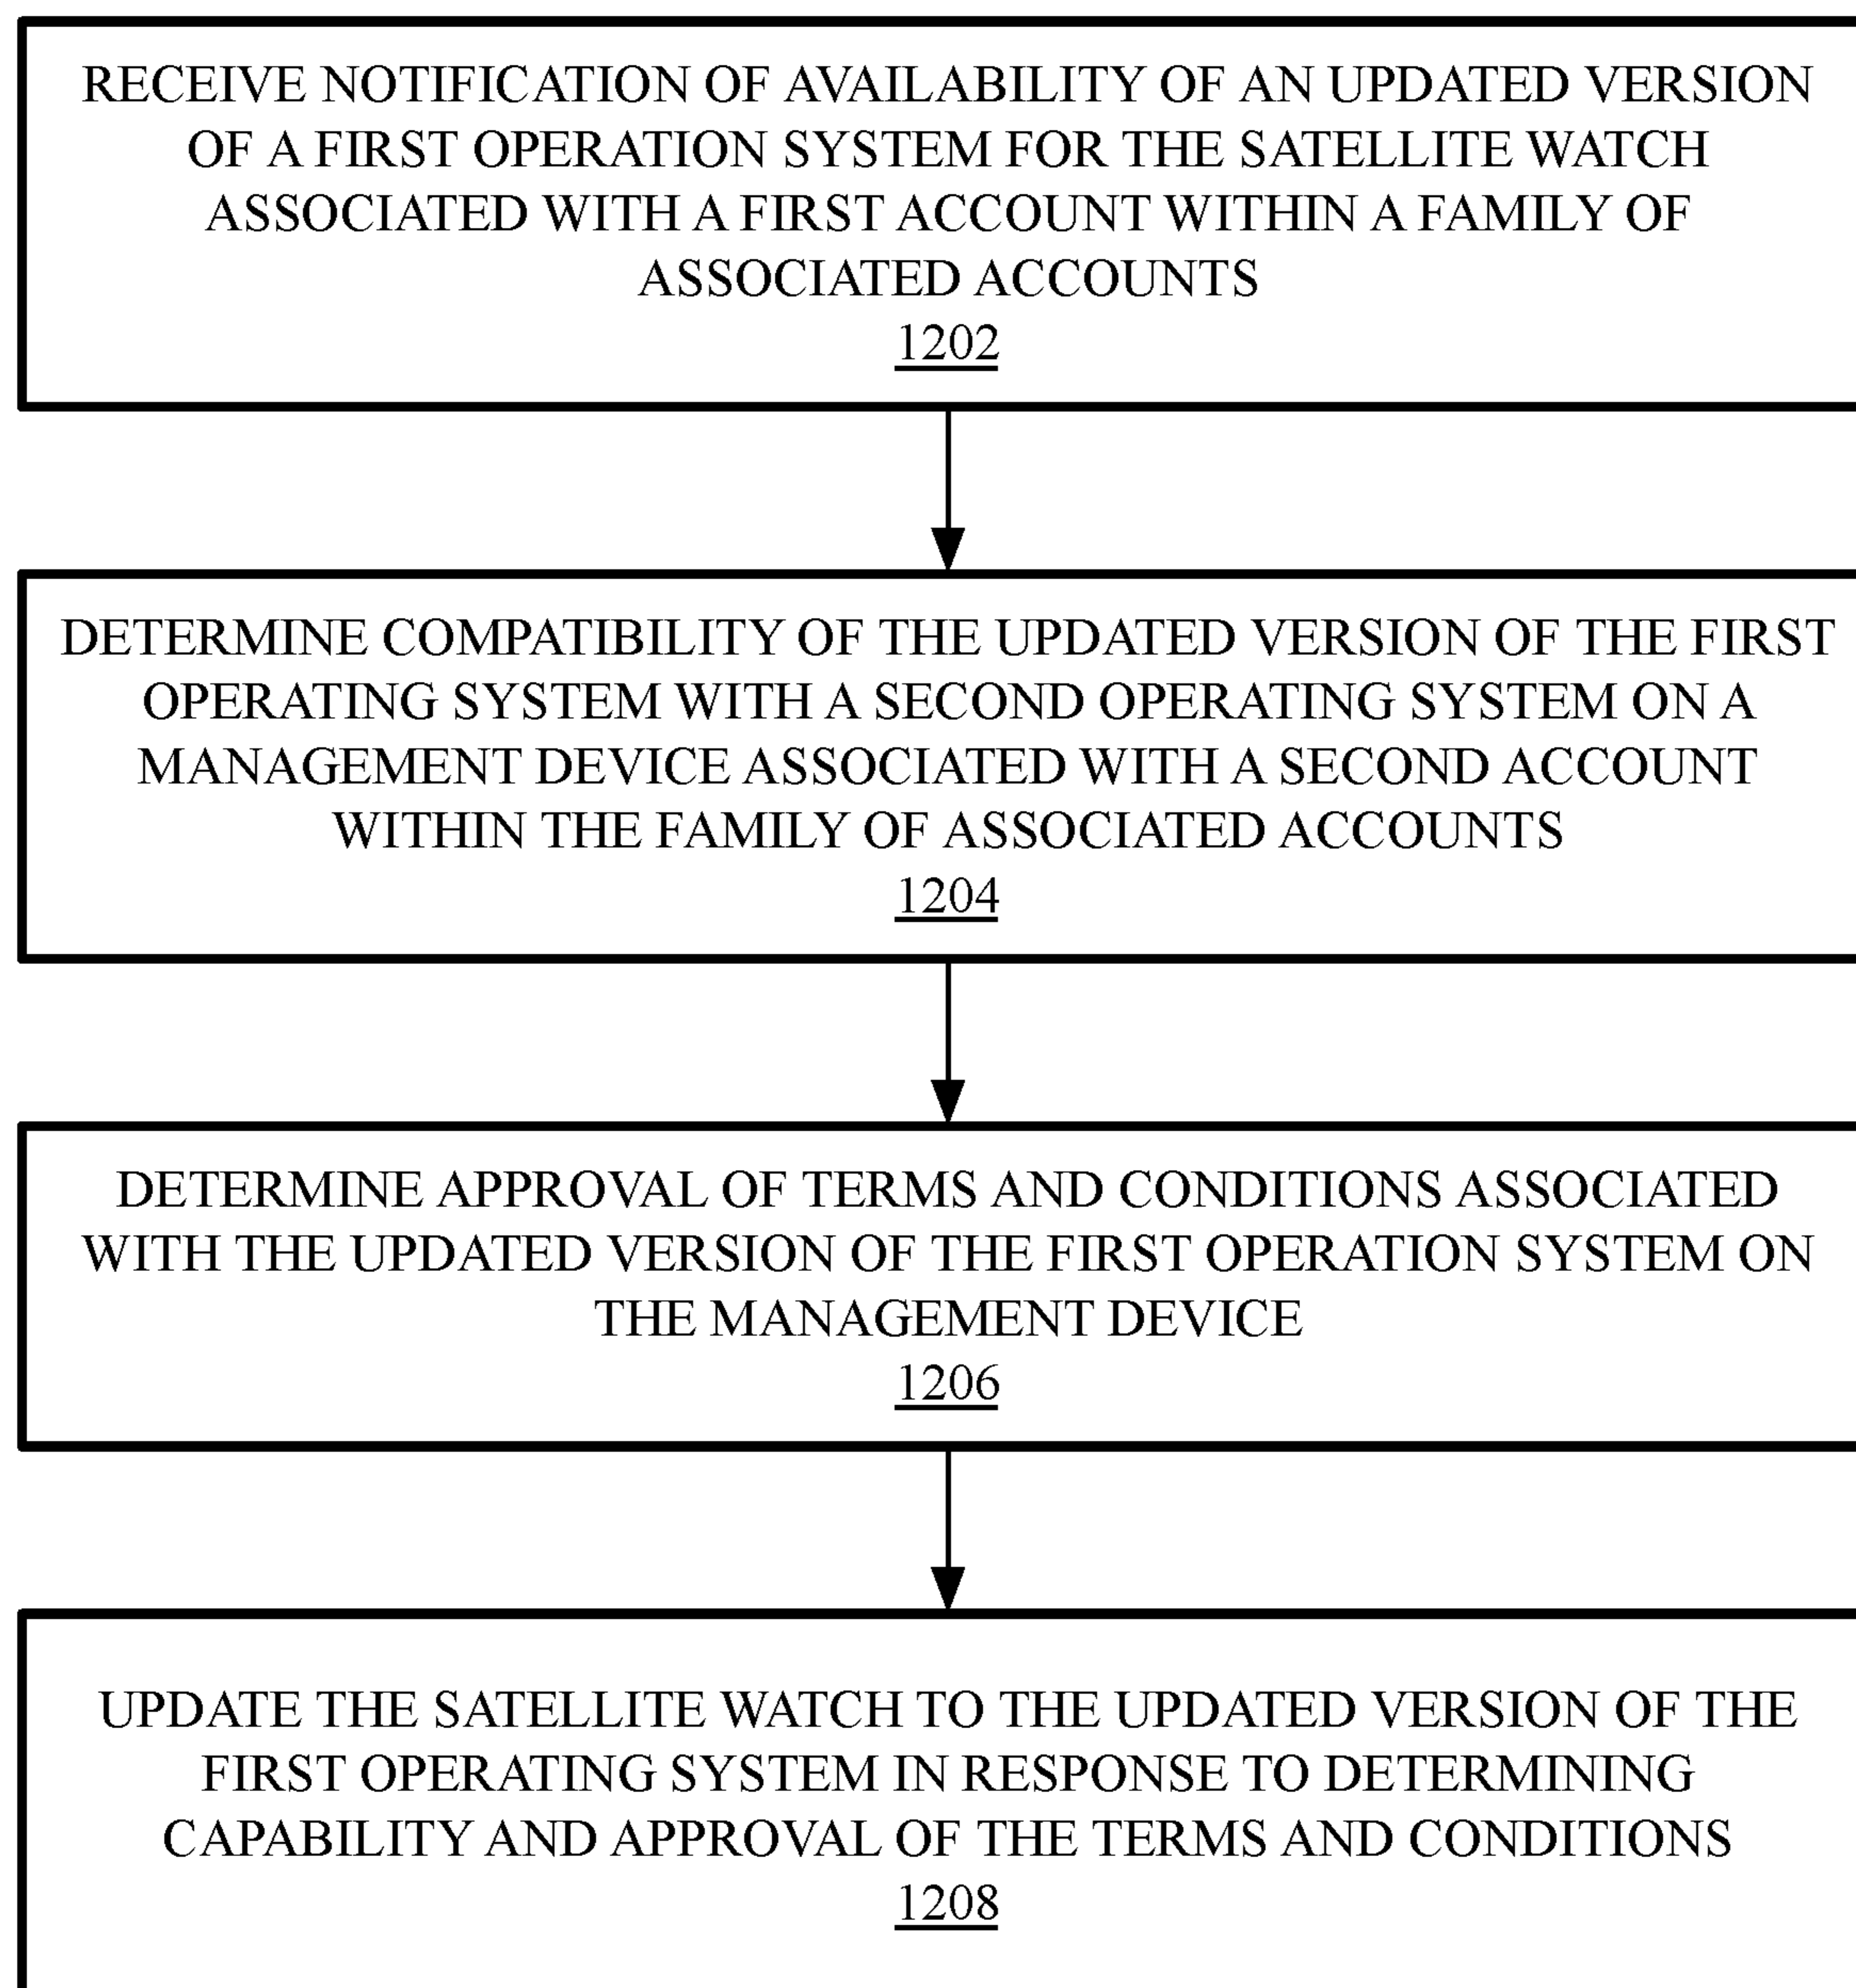 RECEIVE NOTIFICATION OF AVAILABILITY OF AN UPDATED VERSION
OF A FIRST OPERATION SYSTEM FOR THE SATELLITE WATCH
ASSOCIATED WITH A FIRST ACCOUNT WITHIN A FAMILY OF
ASSOCIATED ACCOUNTS
1202
DETERMINE COMPATIBILITY OF THE UPDATED VERSION OF THE FIRST
OPERATING SYSTEM WITH A SECOND OPERATING SYSTEM ON A
MANAGEMENT DEVICE ASSOCIATED WITH A SECOND ACCOUNT
WITHIN THE FAMILY OF ASSOCIATED ACCOUNTS
1204
DETERMINE APPROVAL OF TERMS AND CONDITIONS ASSOCIATED
WITH THE UPDATED VERSION OF THE FIRST OPERATION SYSTEM ON
THE MANAGEMENT DEVICE
1206
UPDATE THE SATELLITE WATCH TO THE UPDATED VERSION OF THE
FIRST OPERATING SYSTEM IN RESPONSE TO DETERMINING
CAPABILITY AND APPROVAL OF THE TERMS AND CONDITIONS
1208